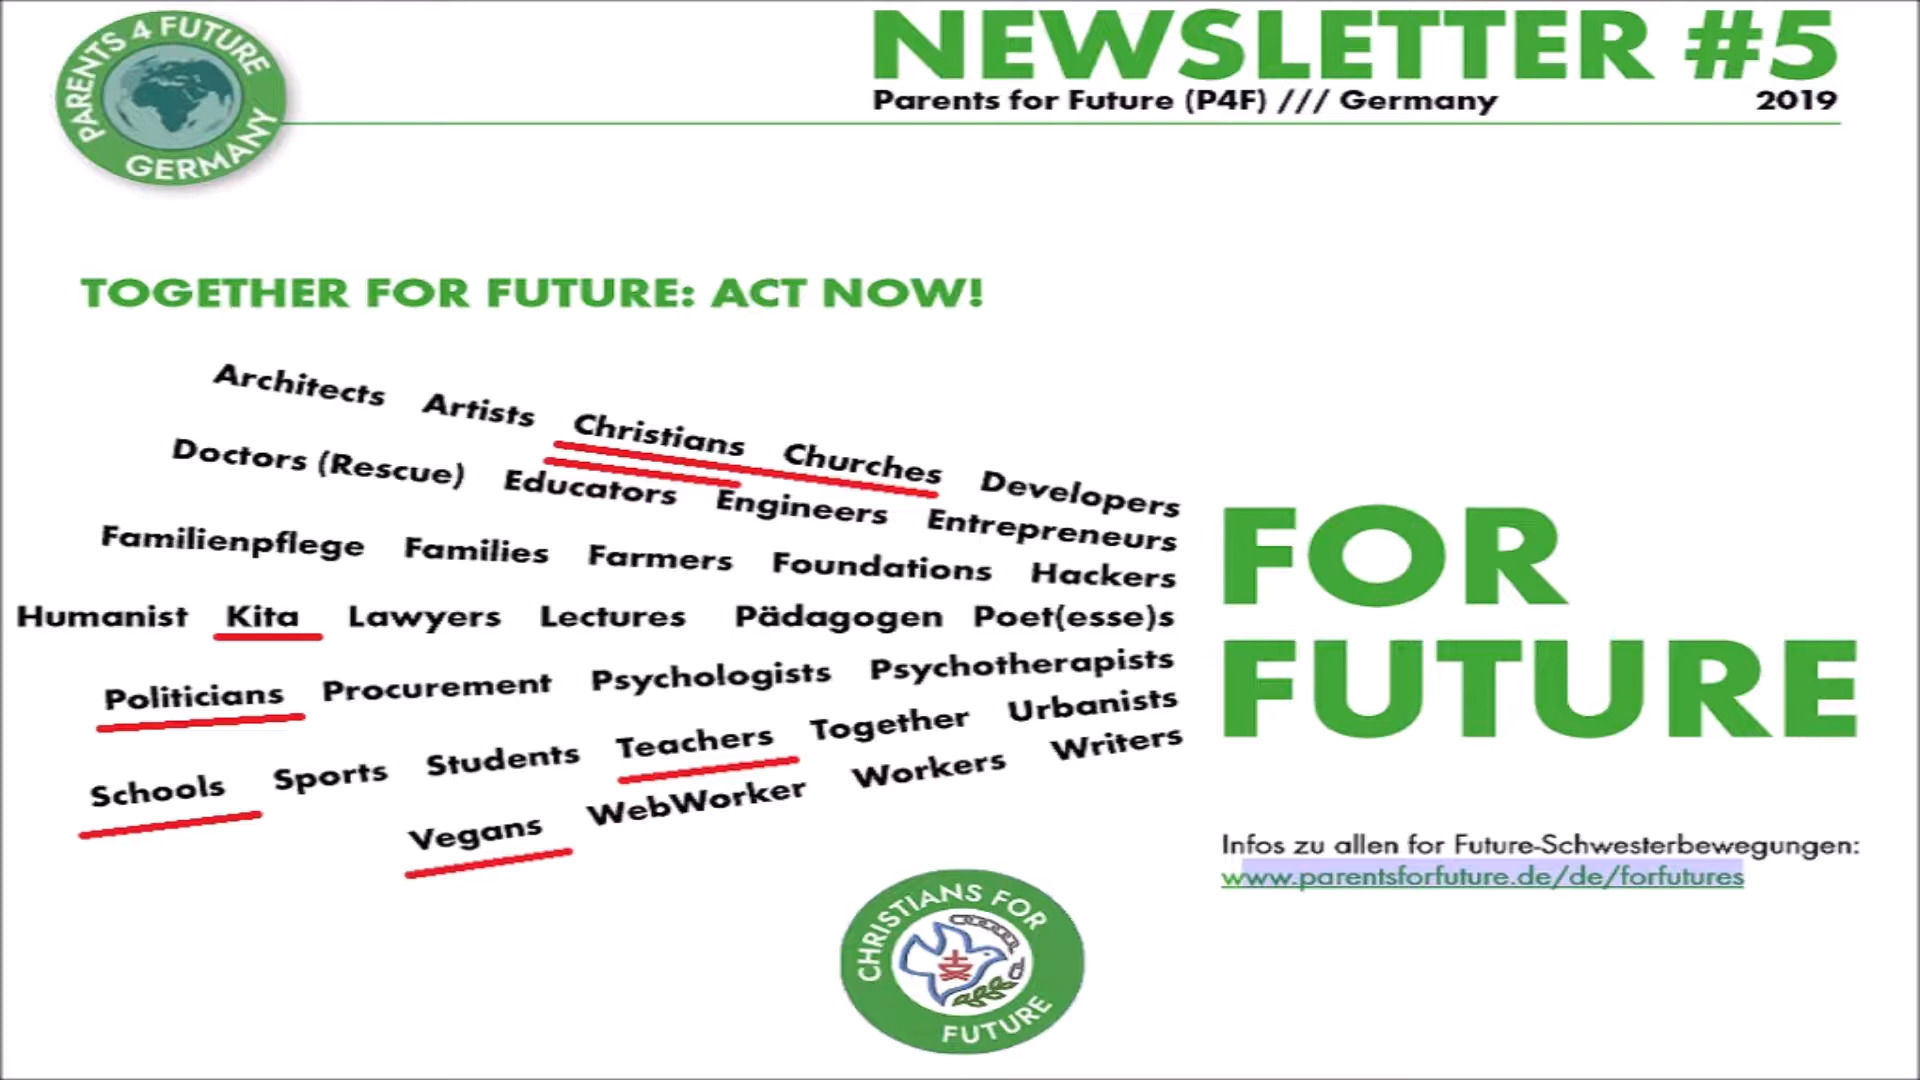 PARENTS 4 FUTURE
GERMANY
NEWSLETTER #5
Parents for Future (P4F) /// Germany 2019
TOGETHER FOR FUTURE: ACT NOW!
Architects Artists Christians Churches Developers
Doctors (Rescue) Educators Engineers Entrepreneurs
Familienpflege Families Farmers Foundations Hackers
Humanist Kita Lawyers Lectures Pädagogen Poet(esse)s
Politicians Procurement Psychologists Psychotherapists
Schools Sports Students Teachers Together Urbanists
Vegans WebWorker Workers Writers
FOR
FUTURE
Infos zu allen for Future-Schwesterbewegungen:
www.parentsforfuture.de/de/forfutures
CHRISTIANS FOR
FUTURE